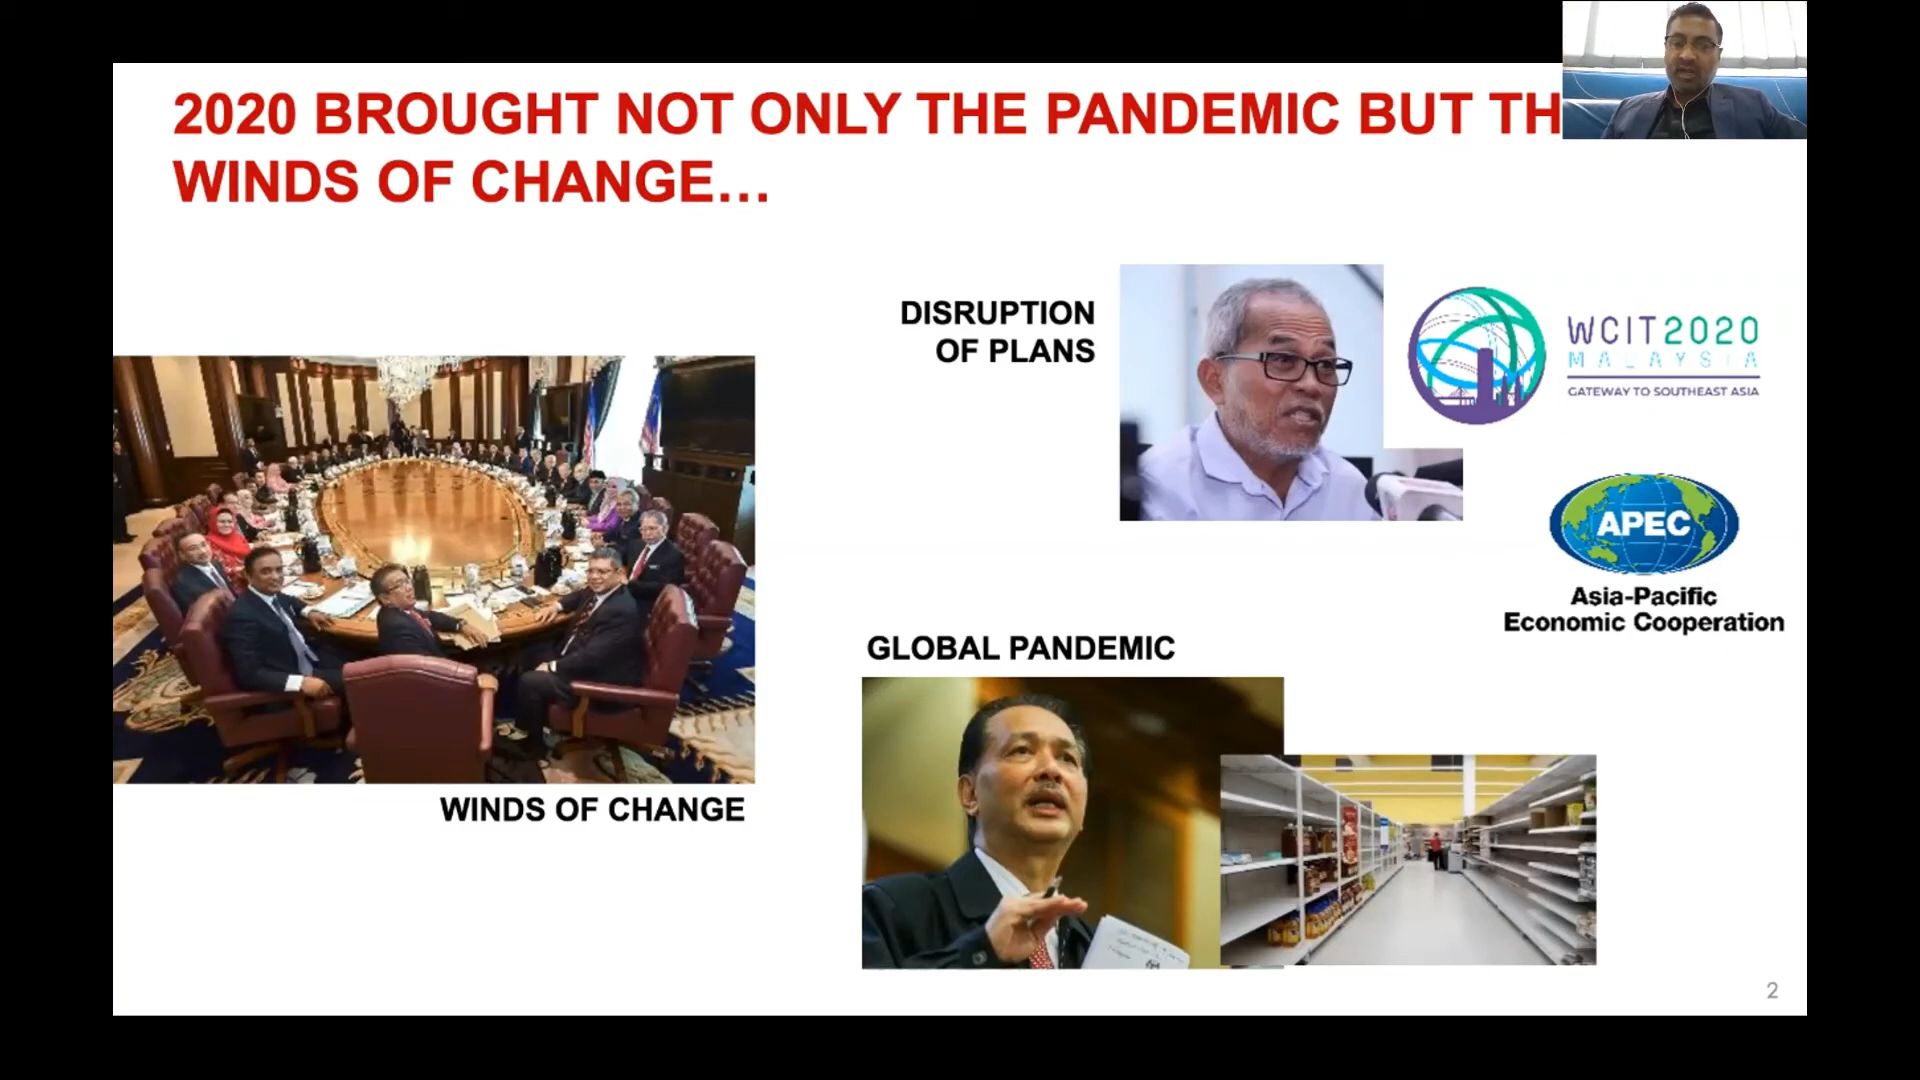 2020 BROUGHT NOT ONLY THE PANDEMIC BUT TH
WINDS OF CHANGE…
DISRUPTION
OF PLANS
WCIT2020
MALAYSIA
GATEWAY TO SOUTHEAST ASIA
APEC
Asia-Pacific
Economic Cooperation
GLOBAL PANDEMIC
WINDS OF CHANGE
2